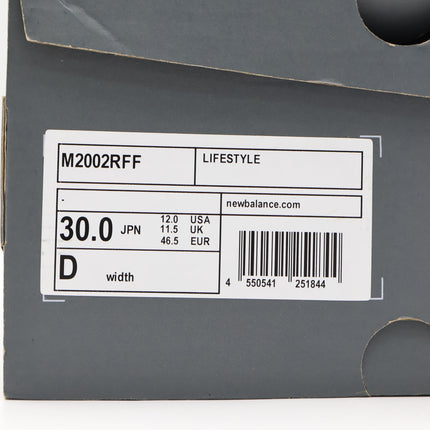 M2002RFF LIFESTYLE
- newbalance.com
30.0 JPN 12.0 USA
11.5 UK
46.5 EUR
D width
4 550541 251844